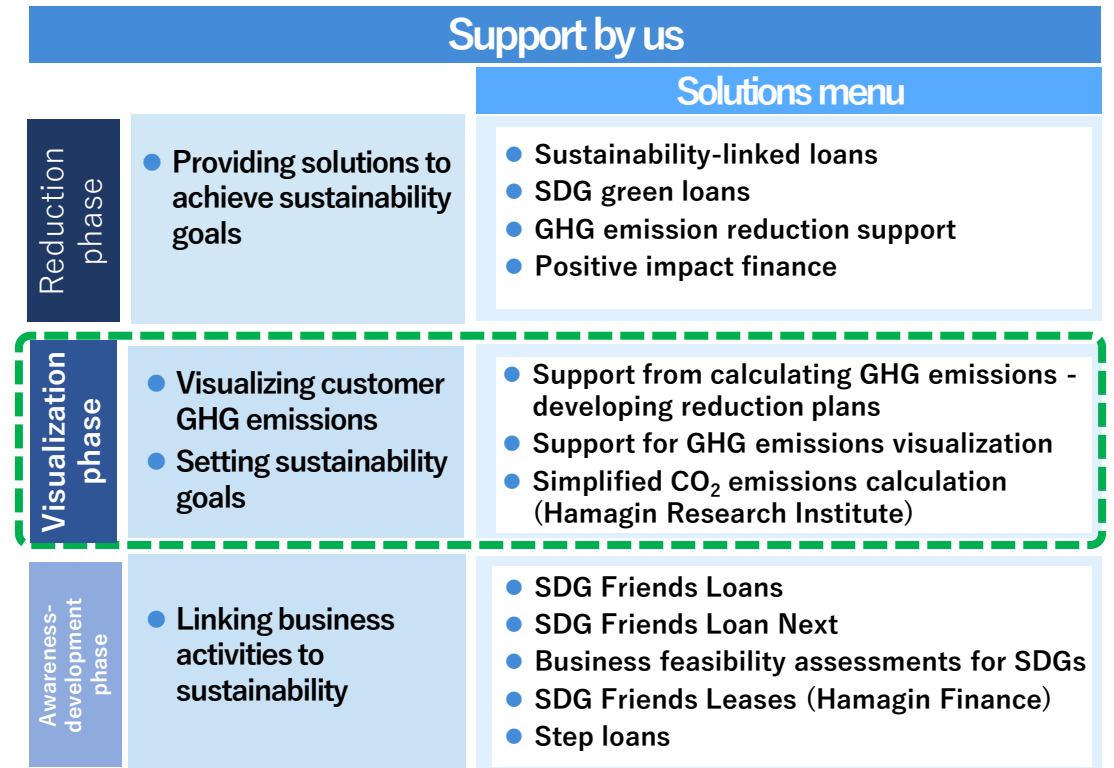 Support by us
Solutions menu
Reduction
phase
● Providing solutions to
achieve sustainability
goals
● Sustainability-linked loans
● SDG green loans
● GHG emission reduction support
● Positive impact finance
Visualization
phase
● Visualizing customer
GHG emissions
● Setting sustainability
goals
● Support from calculating GHG emissions -
developing reduction plans
● Support for GHG emissions visualization
● Simplified CO₂ emissions calculation
(Hamagin Research Institute)
Awareness-
development
phase
● Linking business
activities to
sustainability
● SDG Friends Loans
● SDG Friends Loan Next
● Business feasibility assessments for SDGs
● SDG Friends Leases (Hamagin Finance)
● Step loans